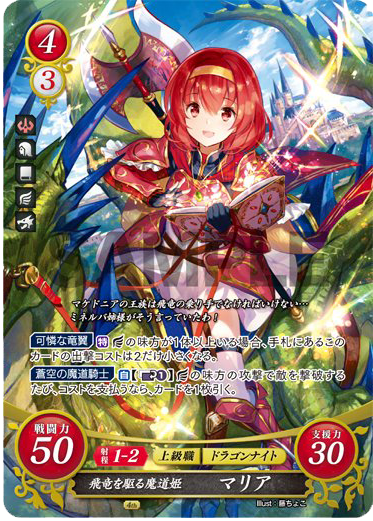 4
3
SAMPLE
マケドニアの王族は飛竜の乗り手でなければいけない…
ミネルバ姉様がそう言っていたわ!
可憐な竜翼 特 の味方が1体以上いる場合、手札にあるこの
カードの出撃コストは2だけ小さくなる。
蒼空の魔道騎士 自【 1】 の味方の攻撃で敵を撃破する
たび、コストを支払うなら、カードを1枚引く。
戦闘力
50
射程 1-2
上級職 ドラゴンナイト
支援力
30
飛竜を駆る魔道姫 マリア
4th
Illust:藤ちょこ